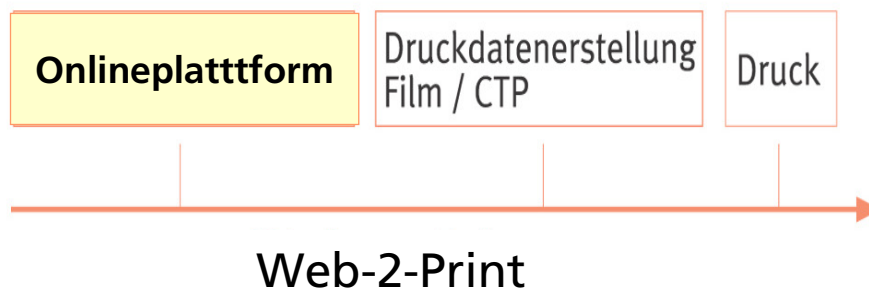 Onlineplatttform
Druckdatenerstellung
Film / CTP
Druck
Web-2-Print